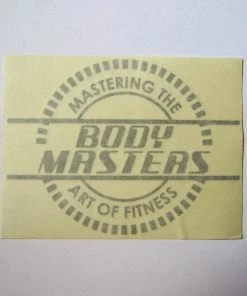 MASTERING THE
BODY
MASTERS
ART OF FITNESS